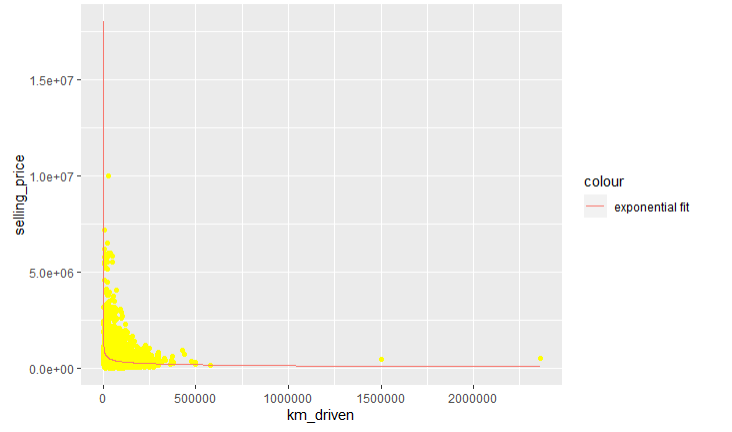 1.5e+07
1.0e+07
5.0e+06
0.0e+00
selling_price
0
500000
1000000
1500000
2000000
km_driven
colour
exponential fit